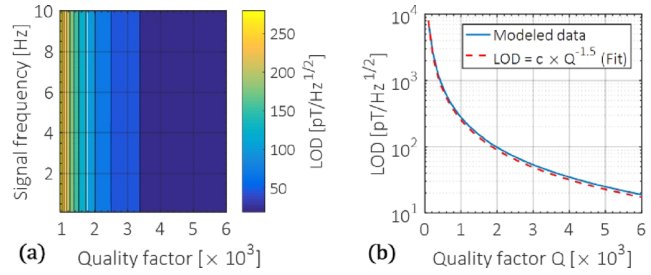 10
8
6
4
2
Signal frequency [Hz]
1 2 3 4 5 6
Quality factor [× 10³]
(a)
250
200
150
100
50
LOD [pT/Hz^1/2]
10⁴
10³
10²
10¹
LOD [pT/Hz^1/2]
Modeled data
LOD = c × Q^-1.5 (Fit)
0 1 2 3 4 5 6
Quality factor Q [× 10³]
(b)